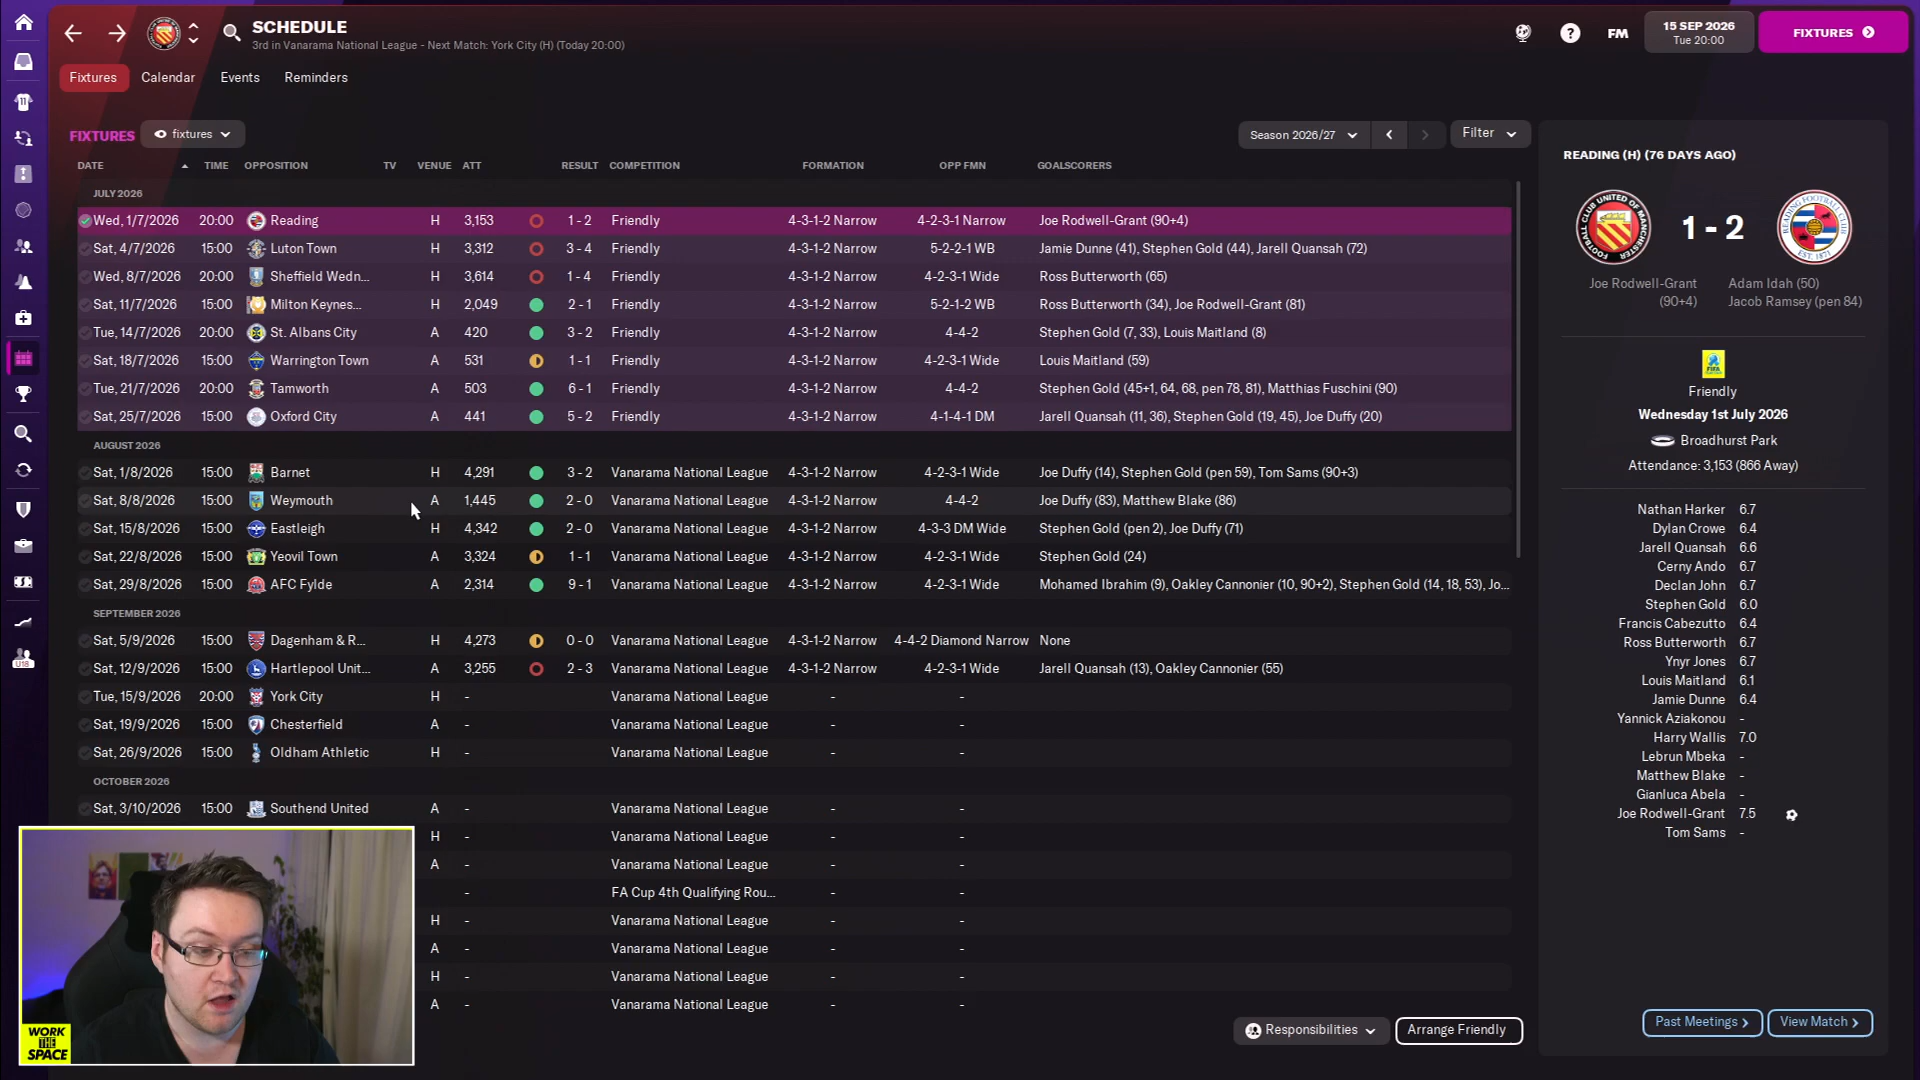 SCHEDULE
3rd in Vanarama National League - Next Match: York City (H) (Today 20:00)
FM
15 SEP 2026
Tue 20:00
FIXTURES
Fixtures Calendar Events Reminders
FIXTURES fixtures Season 2026/27 Filter
DATE TIME OPPOSITION TV VENUE ATT RESULT COMPETITION FORMATION OPP FMN GOALSCORERS
JULY 2026
Wed, 1/7/2026 20:00 Reading H 3,153 1 - 2 Friendly 4-3-1-2 Narrow 4-2-3-1 Narrow Joe Rodwell-Grant (90+4)
Sat, 4/7/2026 15:00 Luton Town H 3,312 3 - 4 Friendly 4-3-1-2 Narrow 5-2-2-1 WB Jamie Dunne (41), Stephen Gold (44), Jarell Quansah (72)
Wed, 8/7/2026 20:00 Sheffield Wedn... H 3,614 1 - 4 Friendly 4-3-1-2 Narrow 4-2-3-1 Wide Ross Butterworth (65)
Sat, 11/7/2026 15:00 Milton Keynes... H 2,049 2 - 1 Friendly 4-3-1-2 Narrow 5-2-1-2 WB Ross Butterworth (34), Joe Rodwell-Grant (81)
Tue, 14/7/2026 20:00 St. Albans City A 420 3 - 2 Friendly 4-3-1-2 Narrow 4-4-2 Stephen Gold (7, 33), Louis Maitland (8)
Sat, 18/7/2026 15:00 Warrington Town A 531 1 - 1 Friendly 4-3-1-2 Narrow 4-2-3-1 Wide Louis Maitland (59)
Tue, 21/7/2026 20:00 Tamworth A 503 6 - 1 Friendly 4-3-1-2 Narrow 4-4-2 Stephen Gold (45+1, 64, 68, pen 78, 81), Matthias Fuschini (90)
Sat, 25/7/2026 15:00 Oxford City A 441 5 - 2 Friendly 4-3-1-2 Narrow 4-1-4-1 DM Jarell Quansah (11, 36), Stephen Gold (19, 45), Joe Duffy (20)
AUGUST 2026
Sat, 1/8/2026 15:00 Barnet H 4,291 3 - 2 Vanarama National League 4-3-1-2 Narrow 4-2-3-1 Wide Joe Duffy (14), Stephen Gold (pen 59), Tom Sams (90+3)
Sat, 8/8/2026 15:00 Weymouth A 1,445 2 - 0 Vanarama National League 4-3-1-2 Narrow 4-4-2 Joe Duffy (83), Matthew Blake (86)
Sat, 15/8/2026 15:00 Eastleigh H 4,342 2 - 0 Vanarama National League 4-3-1-2 Narrow 4-3-3 DM Wide Stephen Gold (pen 2), Joe Duffy (71)
Sat, 22/8/2026 15:00 Yeovil Town A 3,324 1 - 1 Vanarama National League 4-3-1-2 Narrow 4-2-3-1 Wide Stephen Gold (24)
Sat, 29/8/2026 15:00 AFC Fylde A 2,314 9 - 1 Vanarama National League 4-3-1-2 Narrow 4-2-3-1 Wide Mohamed Ibrahim (9), Oakley Cannonier (10, 90+2), Stephen Gold (14, 18, 53), Jo...
SEPTEMBER 2026
Sat, 5/9/2026 15:00 Dagenham & R... H 4,273 0 - 0 Vanarama National League 4-3-1-2 Narrow 4-4-2 Diamond Narrow None
Sat, 12/9/2026 15:00 Hartlepool Unit... A 3,255 2 - 3 Vanarama National League 4-3-1-2 Narrow 4-2-3-1 Wide Jarell Quansah (13), Oakley Cannonier (55)
Tue, 15/9/2026 20:00 York City H - Vanarama National League - -
Sat, 19/9/2026 15:00 Chesterfield A - Vanarama National League - -
Sat, 26/9/2026 15:00 Oldham Athletic H - Vanarama National League - -
OCTOBER 2026
Sat, 3/10/2026 15:00 Southend United A - Vanarama National League - -
H - Vanarama National League - -
A - Vanarama National League - -
- FA Cup 4th Qualifying Rou... - -
H - Vanarama National League - -
A - Vanarama National League - -
H - Vanarama National League - -
A - Vanarama National League - -
Responsibilities Arrange Friendly
READING (H) (76 DAYS AGO)
1 - 2
Joe Rodwell-Grant (90+4)
Adam Idah (50)
Jacob Ramsey (pen 84)
Friendly
Wednesday 1st July 2026
Broadhurst Park
Attendance: 3,153 (866 Away)
Nathan Harker 6.7
Dylan Crowe 6.4
Jarell Quansah 6.6
Cerny Ando 6.7
Declan John 6.7
Stephen Gold 6.0
Francis Cabezutto 6.4
Ross Butterworth 6.7
Ynyr Jones 6.7
Louis Maitland 6.1
Jamie Dunne 6.4
Yannick Aziakonou -
Harry Wallis 7.0
Lebrun Mbeka -
Matthew Blake -
Gianluca Abela -
Joe Rodwell-Grant 7.5
Tom Sams -
Past Meetings View Match
WORK
THE
SPACE
U18